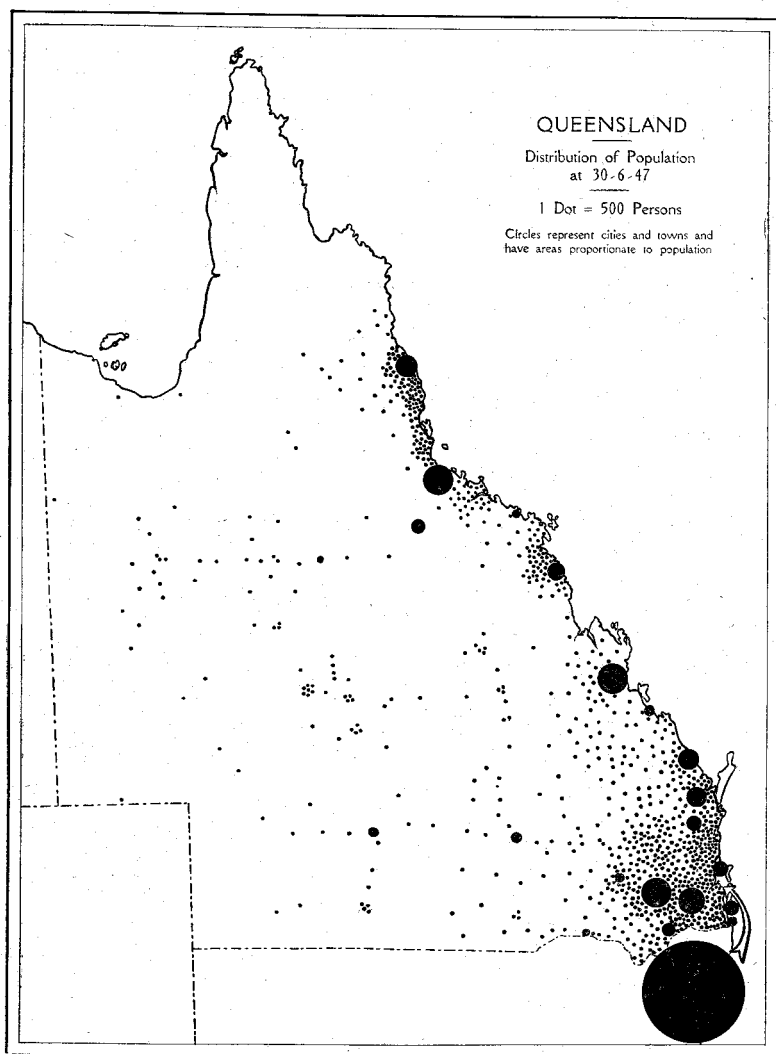 QUEENSLAND
Distribution of Population
at 30-6-47
1 Dot = 500 Persons
Circles represent cities and towns and
have areas proportionate to population